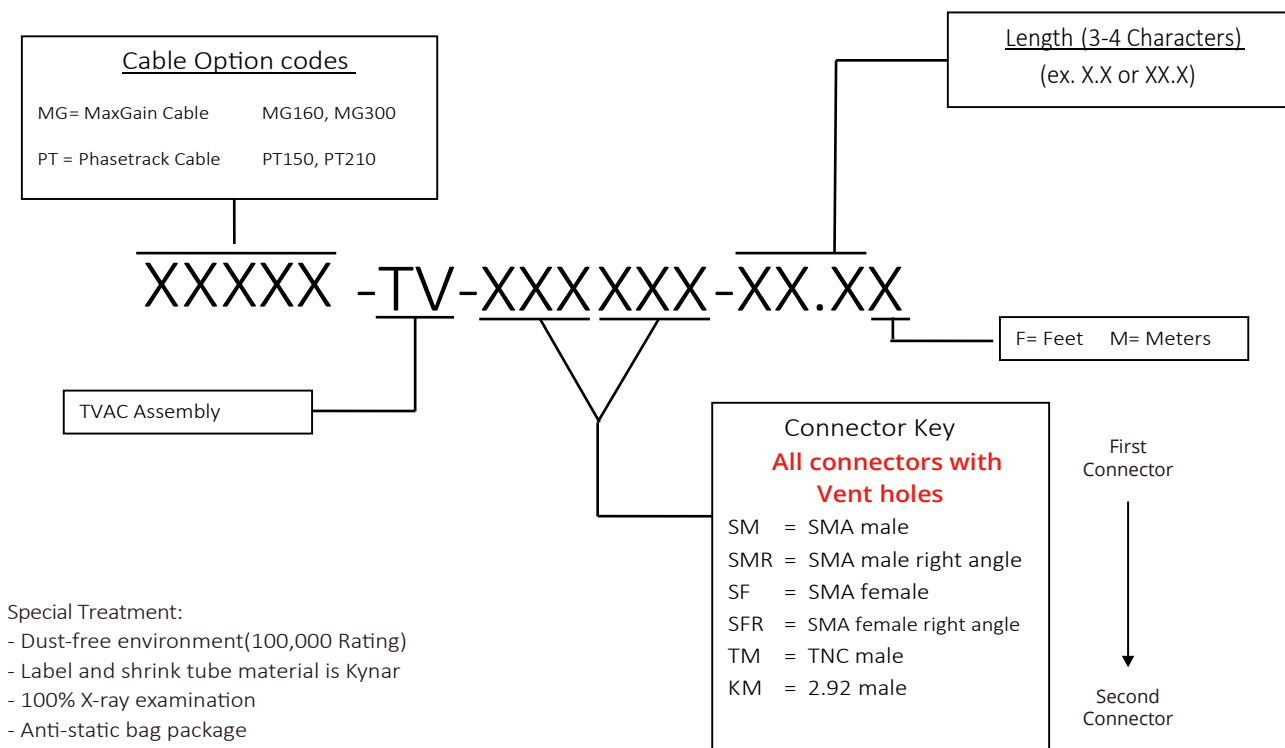 Cable Option codes
MG= MaxGain Cable MG160, MG300
PT = Phasetrack Cable PT150, PT210
Length (3-4 Characters)
(ex. X.X or XX.X)
XXXXX -TV-XXXXXX-XX.XX
F= Feet M= Meters
TVAC Assembly
Connector Key
All connectors with
Vent holes
SM = SMA male
SMR = SMA male right angle
SF = SMA female
SFR = SMA female right angle
TM = TNC male
KM = 2.92 male
First
Connector
Second
Connector
Special Treatment:
- Dust-free environment(100,000 Rating)
- Label and shrink tube material is Kynar
- 100% X-ray examination
- Anti-static bag package